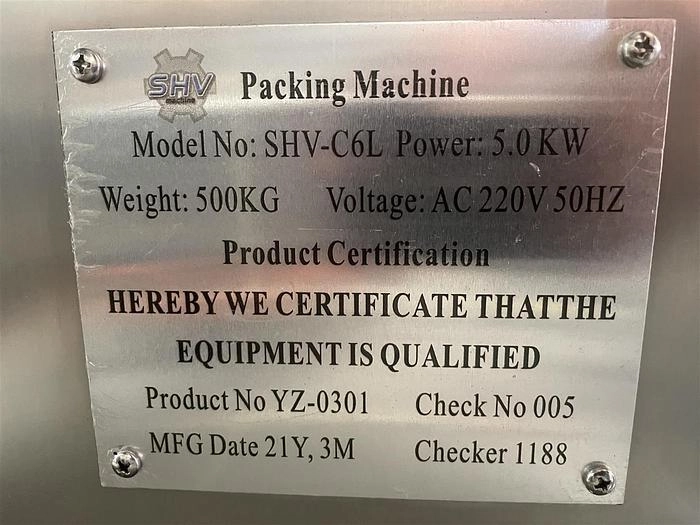 SHV
machine
Packing Machine
Model No: SHV-C6L Power: 5.0 KW
Weight: 500KG Voltage: AC 220V 50HZ
Product Certification
HEREBY WE CERTIFICATE THATTHE
EQUIPMENT IS QUALIFIED
Product No YZ-0301 Check No 005
MFG Date 21Y, 3M Checker 1188